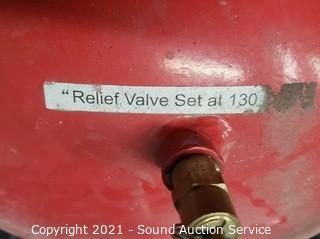 “Relief Valve Set at 130
Copyright 2021 - Sound Auction Service